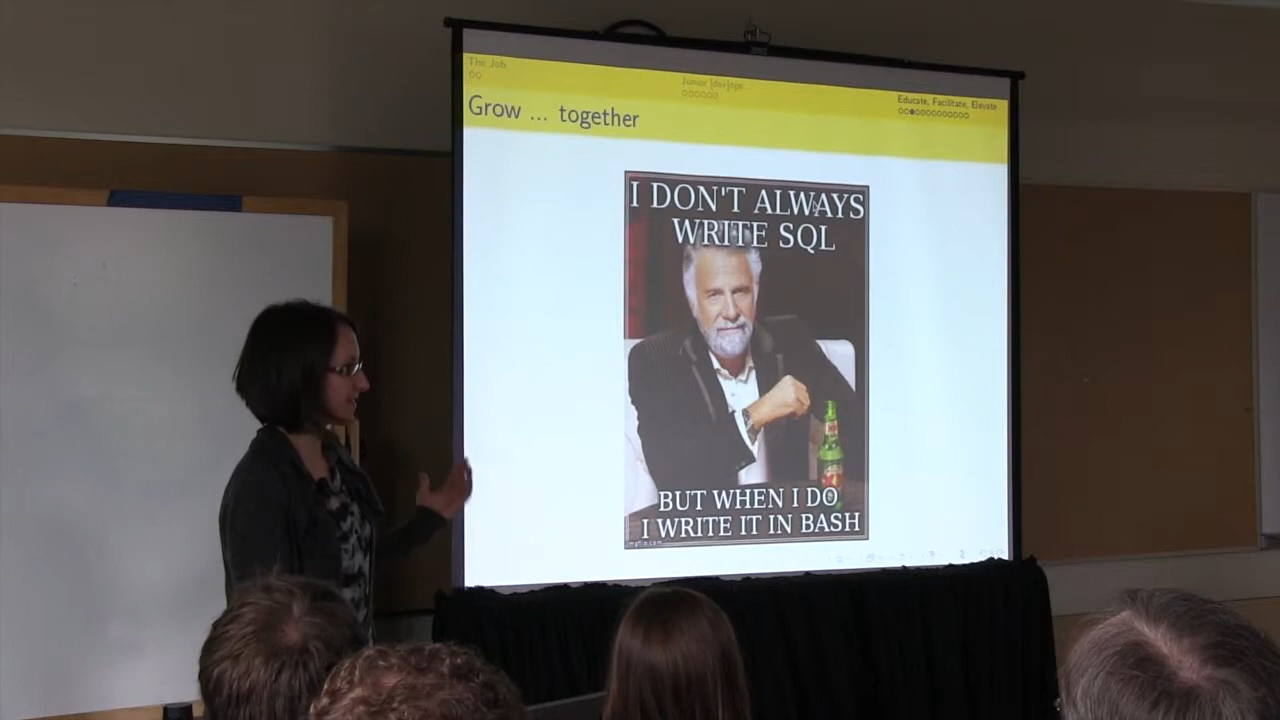 The Job
Junior [dev]ops
Educate, Facilitate, Elevate
Grow ... together
I DON'T ALWAYS
WRITE SQL
BUT WHEN I DO
I WRITE IT IN BASH